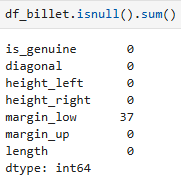 df_billet.isnull().sum()
is_genuine 0
diagonal 0
height_left 0
height_right 0
margin_low 37
margin_up 0
length 0
dtype: int64